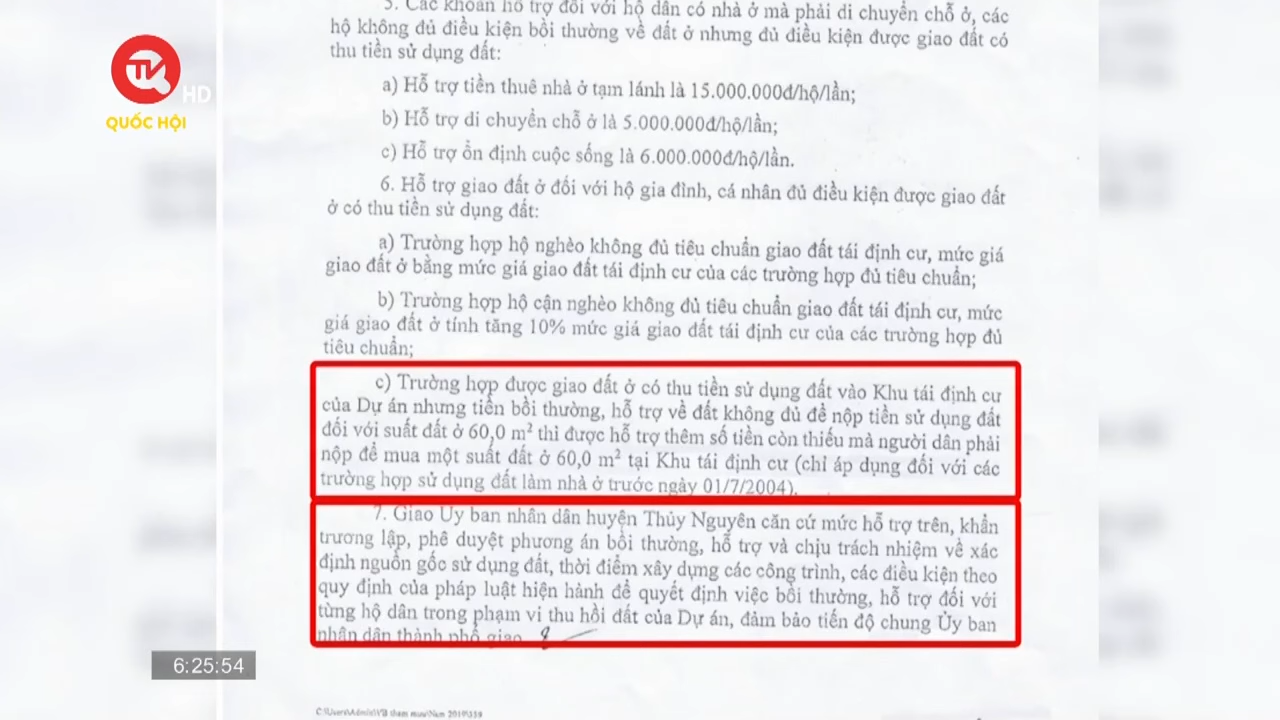 5. Các khoản hỗ trợ đối với hộ dân có nhà ở mà phải di chuyển chỗ ở, các
hộ không đủ điều kiện bồi thường về đất ở nhưng đủ điều kiện được giao đất có
thu tiền sử dụng đất:
a) Hỗ trợ tiền thuê nhà ở tạm lánh là 15.000.000đ/hộ/lần;
b) Hỗ trợ di chuyển chỗ ở là 5.000.000đ/hộ/lần;
c) Hỗ trợ ổn định cuộc sống là 6.000.000đ/hộ/lần.
6. Hỗ trợ giao đất ở đối với hộ gia đình, cá nhân đủ điều kiện được giao đất
ở có thu tiền sử dụng đất:
a) Trường hợp hộ nghèo không đủ tiêu chuẩn giao đất tái định cư, mức giá
giao đất ở bằng mức giá giao đất tái định cư của các trường hợp đủ tiêu chuẩn;
b) Trường hợp hộ cận nghèo không đủ tiêu chuẩn giao đất tái định cư, mức
giá giao đất ở tính tăng 10% mức giá giao đất tái định cư của các trường hợp đủ
tiêu chuẩn;
c) Trường hợp được giao đất ở có thu tiền sử dụng đất vào Khu tái định cư
của Dự án nhưng tiền bồi thường, hỗ trợ về đất không đủ để nộp tiền sử dụng đất
đối với suất đất ở 60,0 m² thì được hỗ trợ thêm số tiền còn thiếu mà người dân phải
nộp để mua một suất đất ở 60,0 m² tại Khu tái định cư (chỉ áp dụng đối với các
trường hợp sử dụng đất làm nhà ở trước ngày 01/7/2004).
7. Giao Ủy ban nhân dân huyện Thủy Nguyên căn cứ mức hỗ trợ trên, khẩn
trương lập, phê duyệt phương án bồi thường, hỗ trợ và chịu trách nhiệm về xác
định nguồn gốc sử dụng đất, thời điểm xây dựng các công trình, các điều kiện theo
quy định của pháp luật hiện hành để quyết định việc bồi thường, hỗ trợ đối với
từng hộ dân trong phạm vi thu hồi đất của Dự án, đảm bảo tiến độ chung Ủy ban
nhân dân thành phố giao.
TV
HD
QUỐC HỘI
6:25:54
C:\Users\Admin\VB tham muu\Nam 2019\359